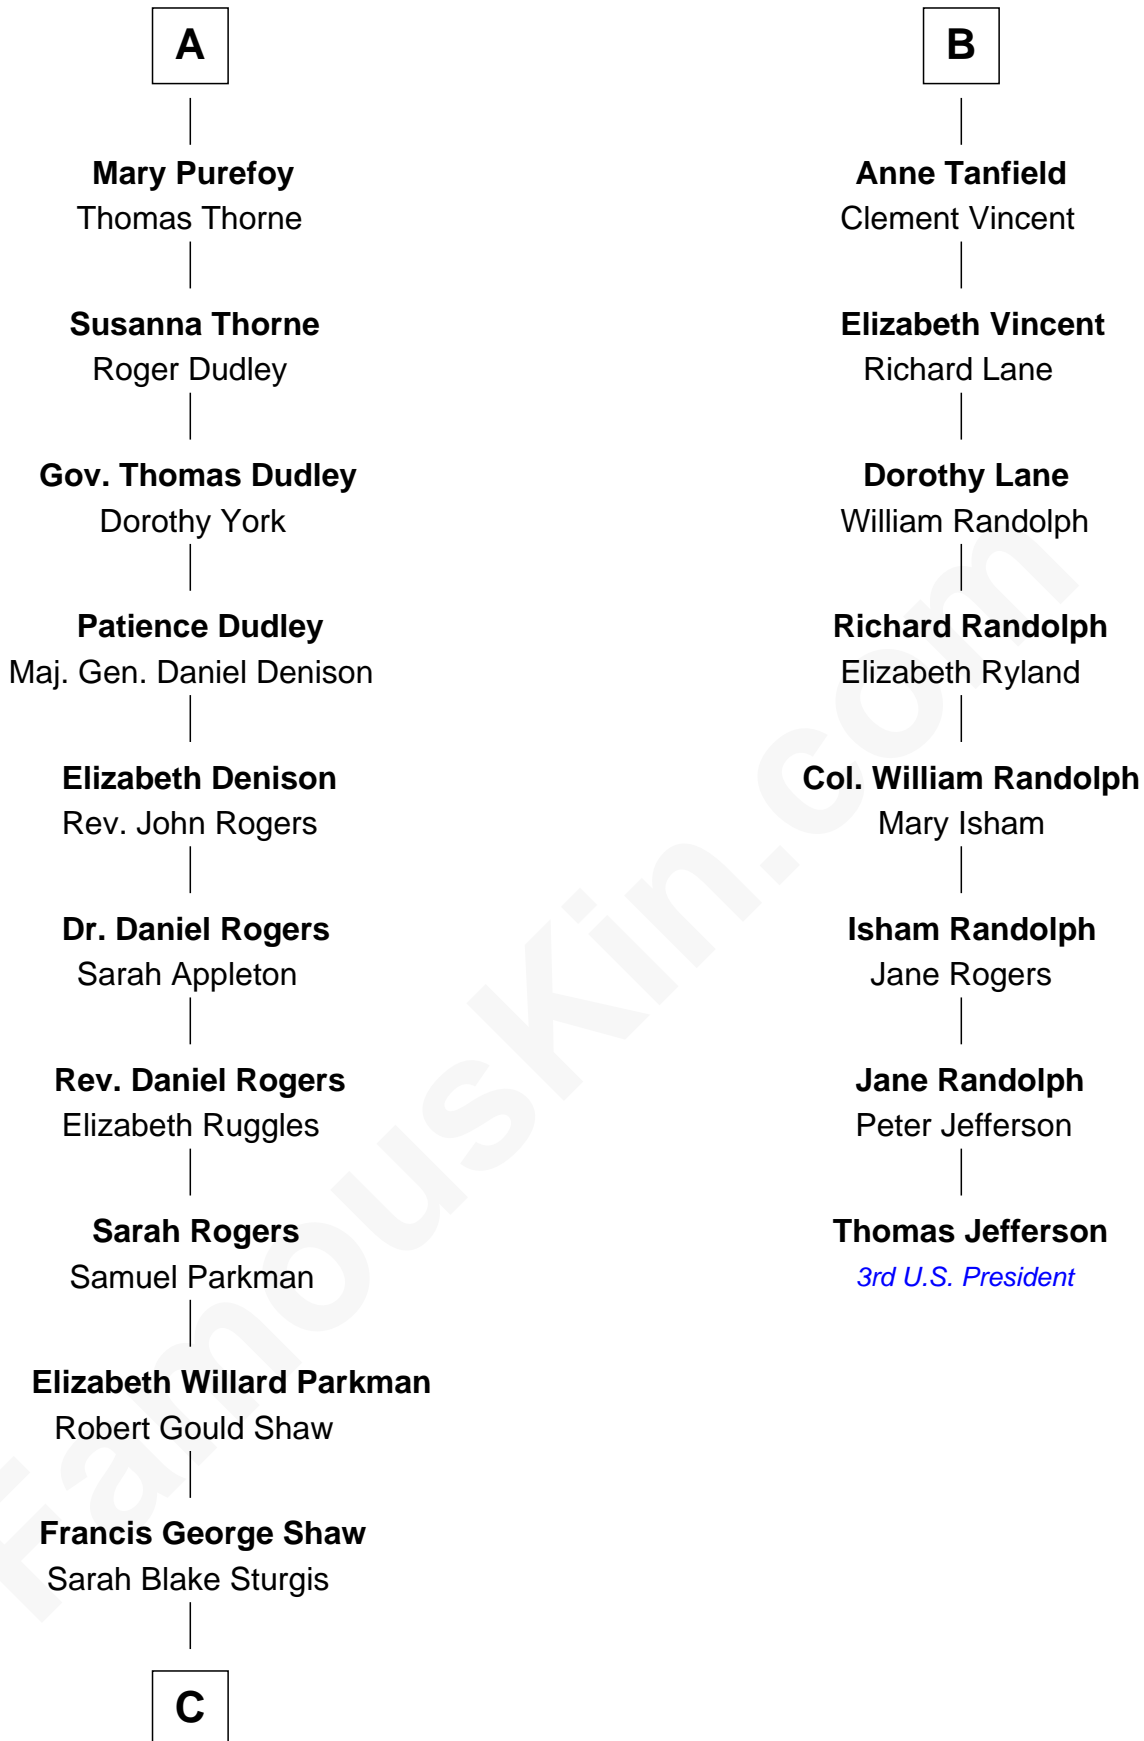 A
Mary Purefoy
Thomas Thorne
Susanna Thorne
Roger Dudley
Gov. Thomas Dudley
Dorothy York
Patience Dudley
Maj. Gen. Daniel Denison
Elizabeth Denison
Rev. John Rogers
Dr. Daniel Rogers
Sarah Appleton
Rev. Daniel Rogers
Elizabeth Ruggles
Sarah Rogers
Samuel Parkman
Elizabeth Willard Parkman
Robert Gould Shaw
Francis George Shaw
Sarah Blake Sturgis
C
B
Anne Tanfield
Clement Vincent
Elizabeth Vincent
Richard Lane
Dorothy Lane
William Randolph
Richard Randolph
Elizabeth Ryland
Col. William Randolph
Mary Isham
Isham Randolph
Jane Rogers
Jane Randolph
Peter Jefferson
Thomas Jefferson
3rd U.S. President
FamousKin.com